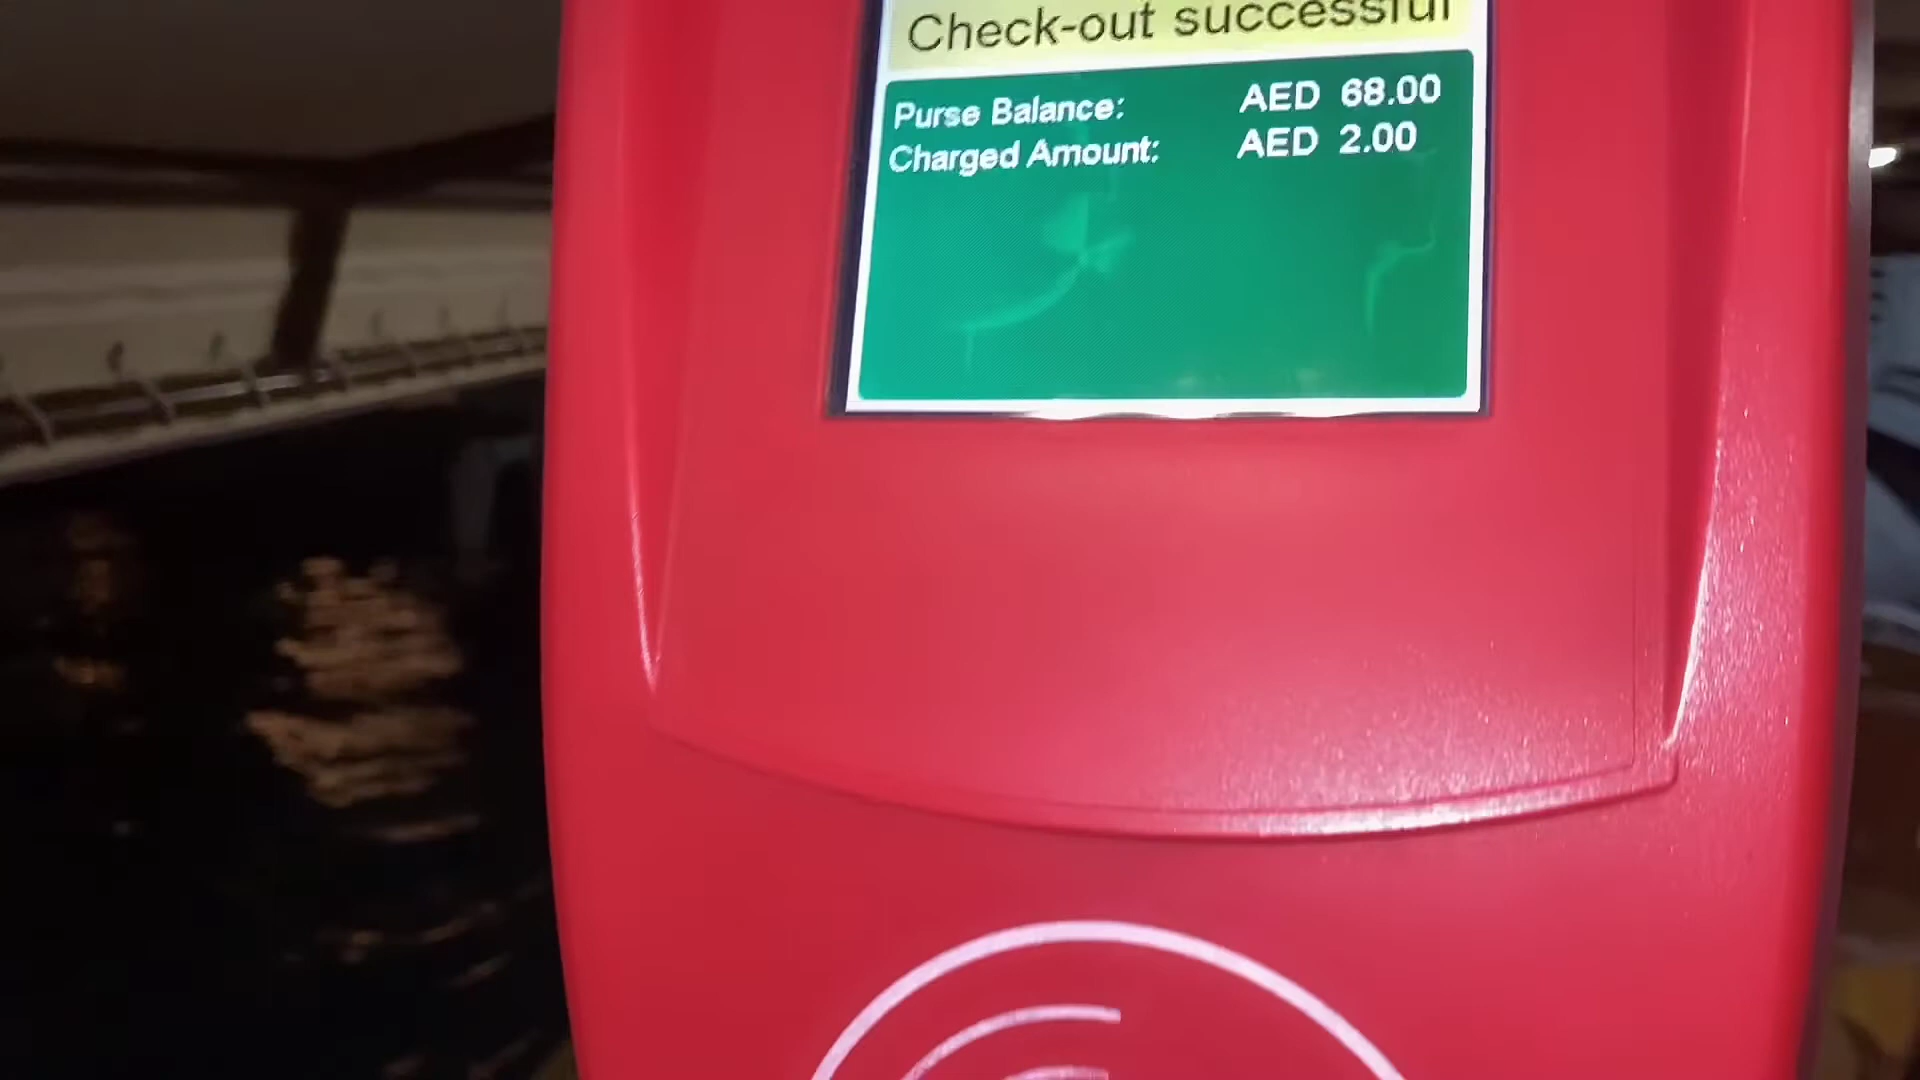 Check-out successful
Purse Balance: AED 68.00
Charged Amount: AED 2.00